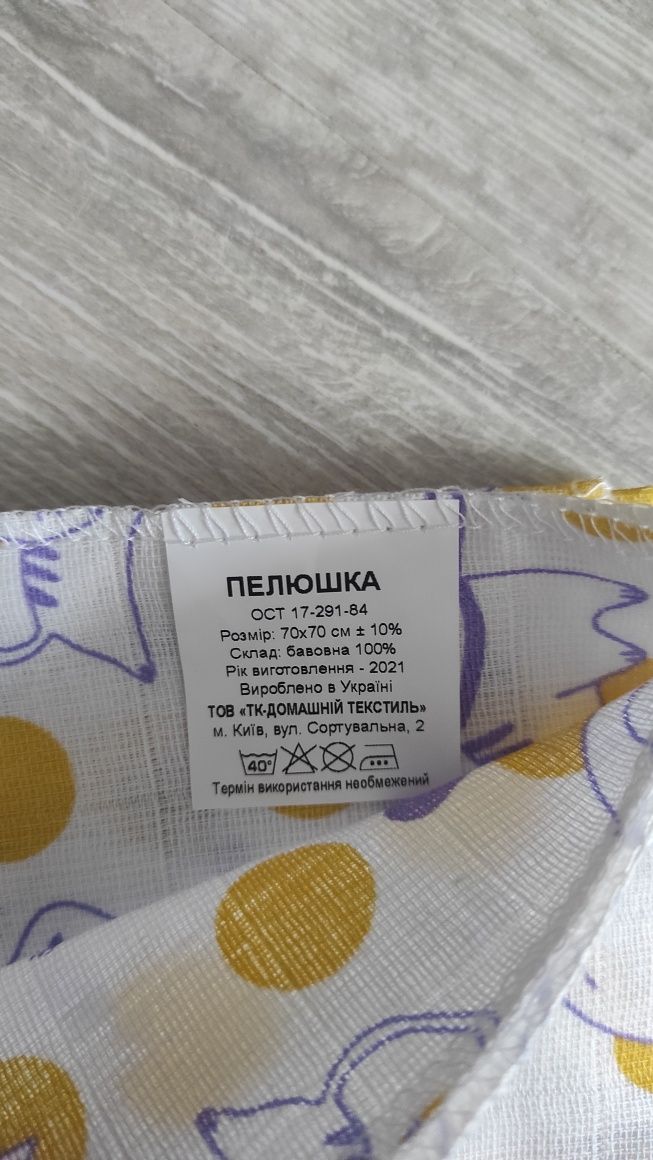 ПЕЛЮШКА
ОСТ 17-291-84
Розмір: 70х70 см ± 10%
Склад: бавовна 100%
Рік виготовлення - 2021
Вироблено в Україні
ТОВ «ТК-ДОМАШНІЙ ТЕКСТИЛЬ»
м. Київ, вул. Сортувальна, 2
40°
Термін використання необмежений